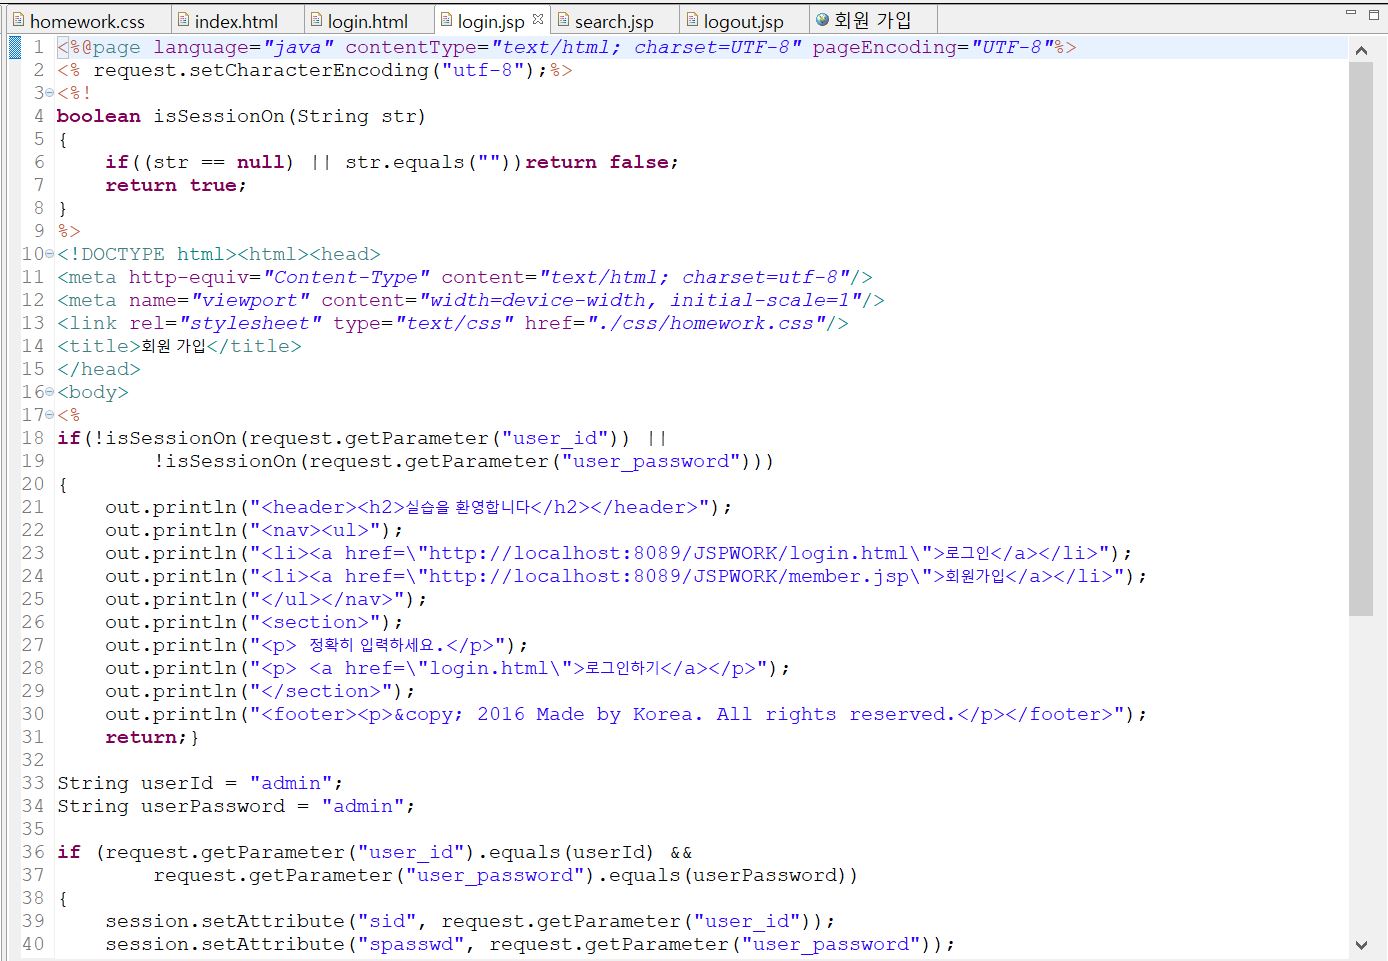 homework.css index.html login.html login.jsp search.jsp logout.jsp 회원 가입
1 <%@page language="java" contentType="text/html; charset=UTF-8" pageEncoding="UTF-8"%>
2 <% request.setCharacterEncoding("utf-8");%>
3 <%!
4 boolean isSessionOn(String str)
5 {
6     if((str == null) || str.equals(""))return false;
7     return true;
8 }
9 %>
10 <!DOCTYPE html><html><head>
11 <meta http-equiv="Content-Type" content="text/html; charset=utf-8"/>
12 <meta name="viewport" content="width=device-width, initial-scale=1"/>
13 <link rel="stylesheet" type="text/css" href="./css/homework.css"/>
14 <title>회원 가입</title>
15 </head>
16 <body>
17 <%
18 if(!isSessionOn(request.getParameter("user_id")) ||
19         !isSessionOn(request.getParameter("user_password")))
20 {
21     out.println("<header><h2>실습을 환영합니다</h2></header>");
22     out.println("<nav><ul>");
23     out.println("<li><a href=\"http://localhost:8089/JSPWORK/login.html\">로그인</a></li>");
24     out.println("<li><a href=\"http://localhost:8089/JSPWORK/member.jsp\">회원가입</a></li>");
25     out.println("</ul></nav>");
26     out.println("<section>");
27     out.println("<p> 정확히 입력하세요.</p>");
28     out.println("<p> <a href=\"login.html\">로그인하기</a></p>");
29     out.println("</section>");
30     out.println("<footer><p>&copy; 2016 Made by Korea. All rights reserved.</p></footer>");
31     return;}
32
33 String userId = "admin";
34 String userPassword = "admin";
35
36 if (request.getParameter("user_id").equals(userId) &&
37         request.getParameter("user_password").equals(userPassword))
38 {
39     session.setAttribute("sid", request.getParameter("user_id"));
40     session.setAttribute("spasswd", request.getParameter("user_password"));